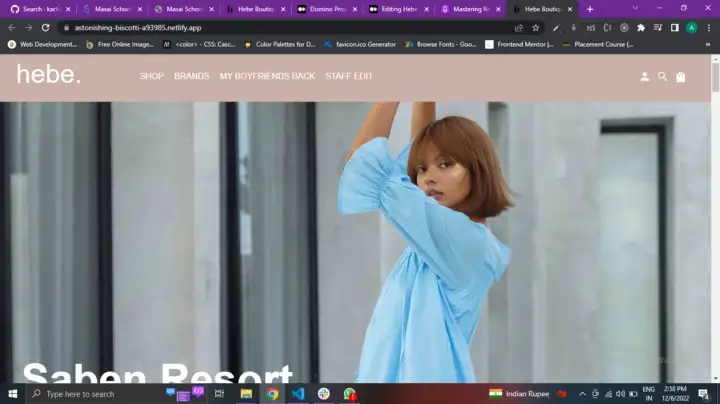 Search - karti
Masai Schoo
Masai Schoo
Hebe Boutiq
Domino Proj
Editing Hebe
Mastering R
Hebe Boutiq
astonishing-biscotti-a93985.netlify.app
A
Web Development...
Free Online Image...
<color> - CSS: Casc...
Color Palettes for D...
favicon.ico Generator
Browse Fonts - Goo...
Frontend Mentor |...
Placement Course (...
hebe.
SHOP BRANDS MY BOYFRIENDS BACK STAFF EDIT
Saben Resort
Type here to search
Indian Rupee
ENG
IN
2:58 PM
12/6/2022